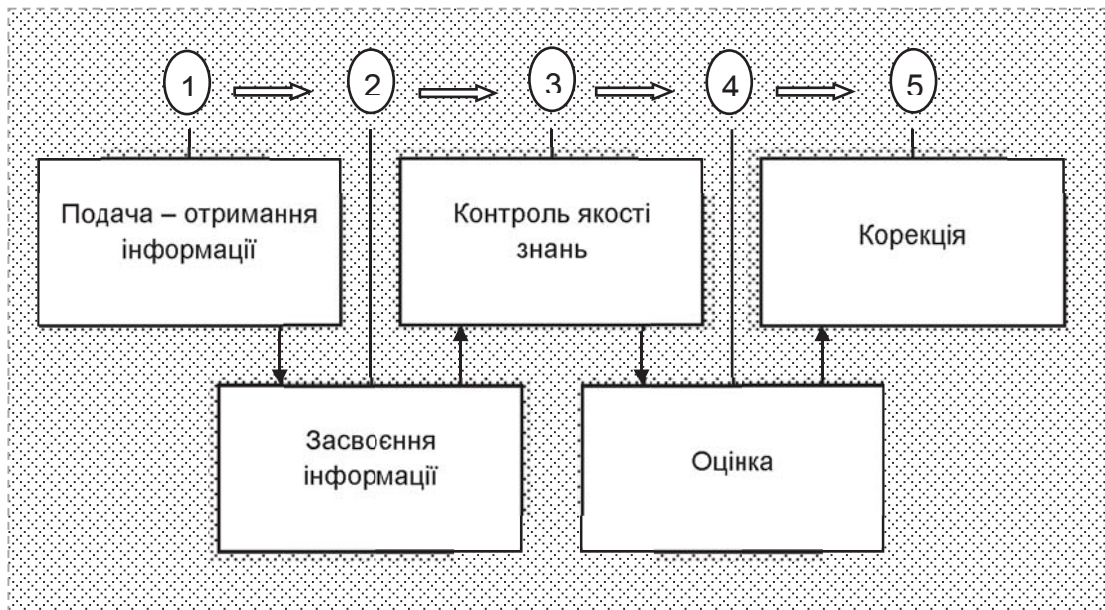 1
2
3
4
5
Подача – отримання
інформації
Контроль якості
знань
Корекція
Засвоєння
інформації
Оцінка